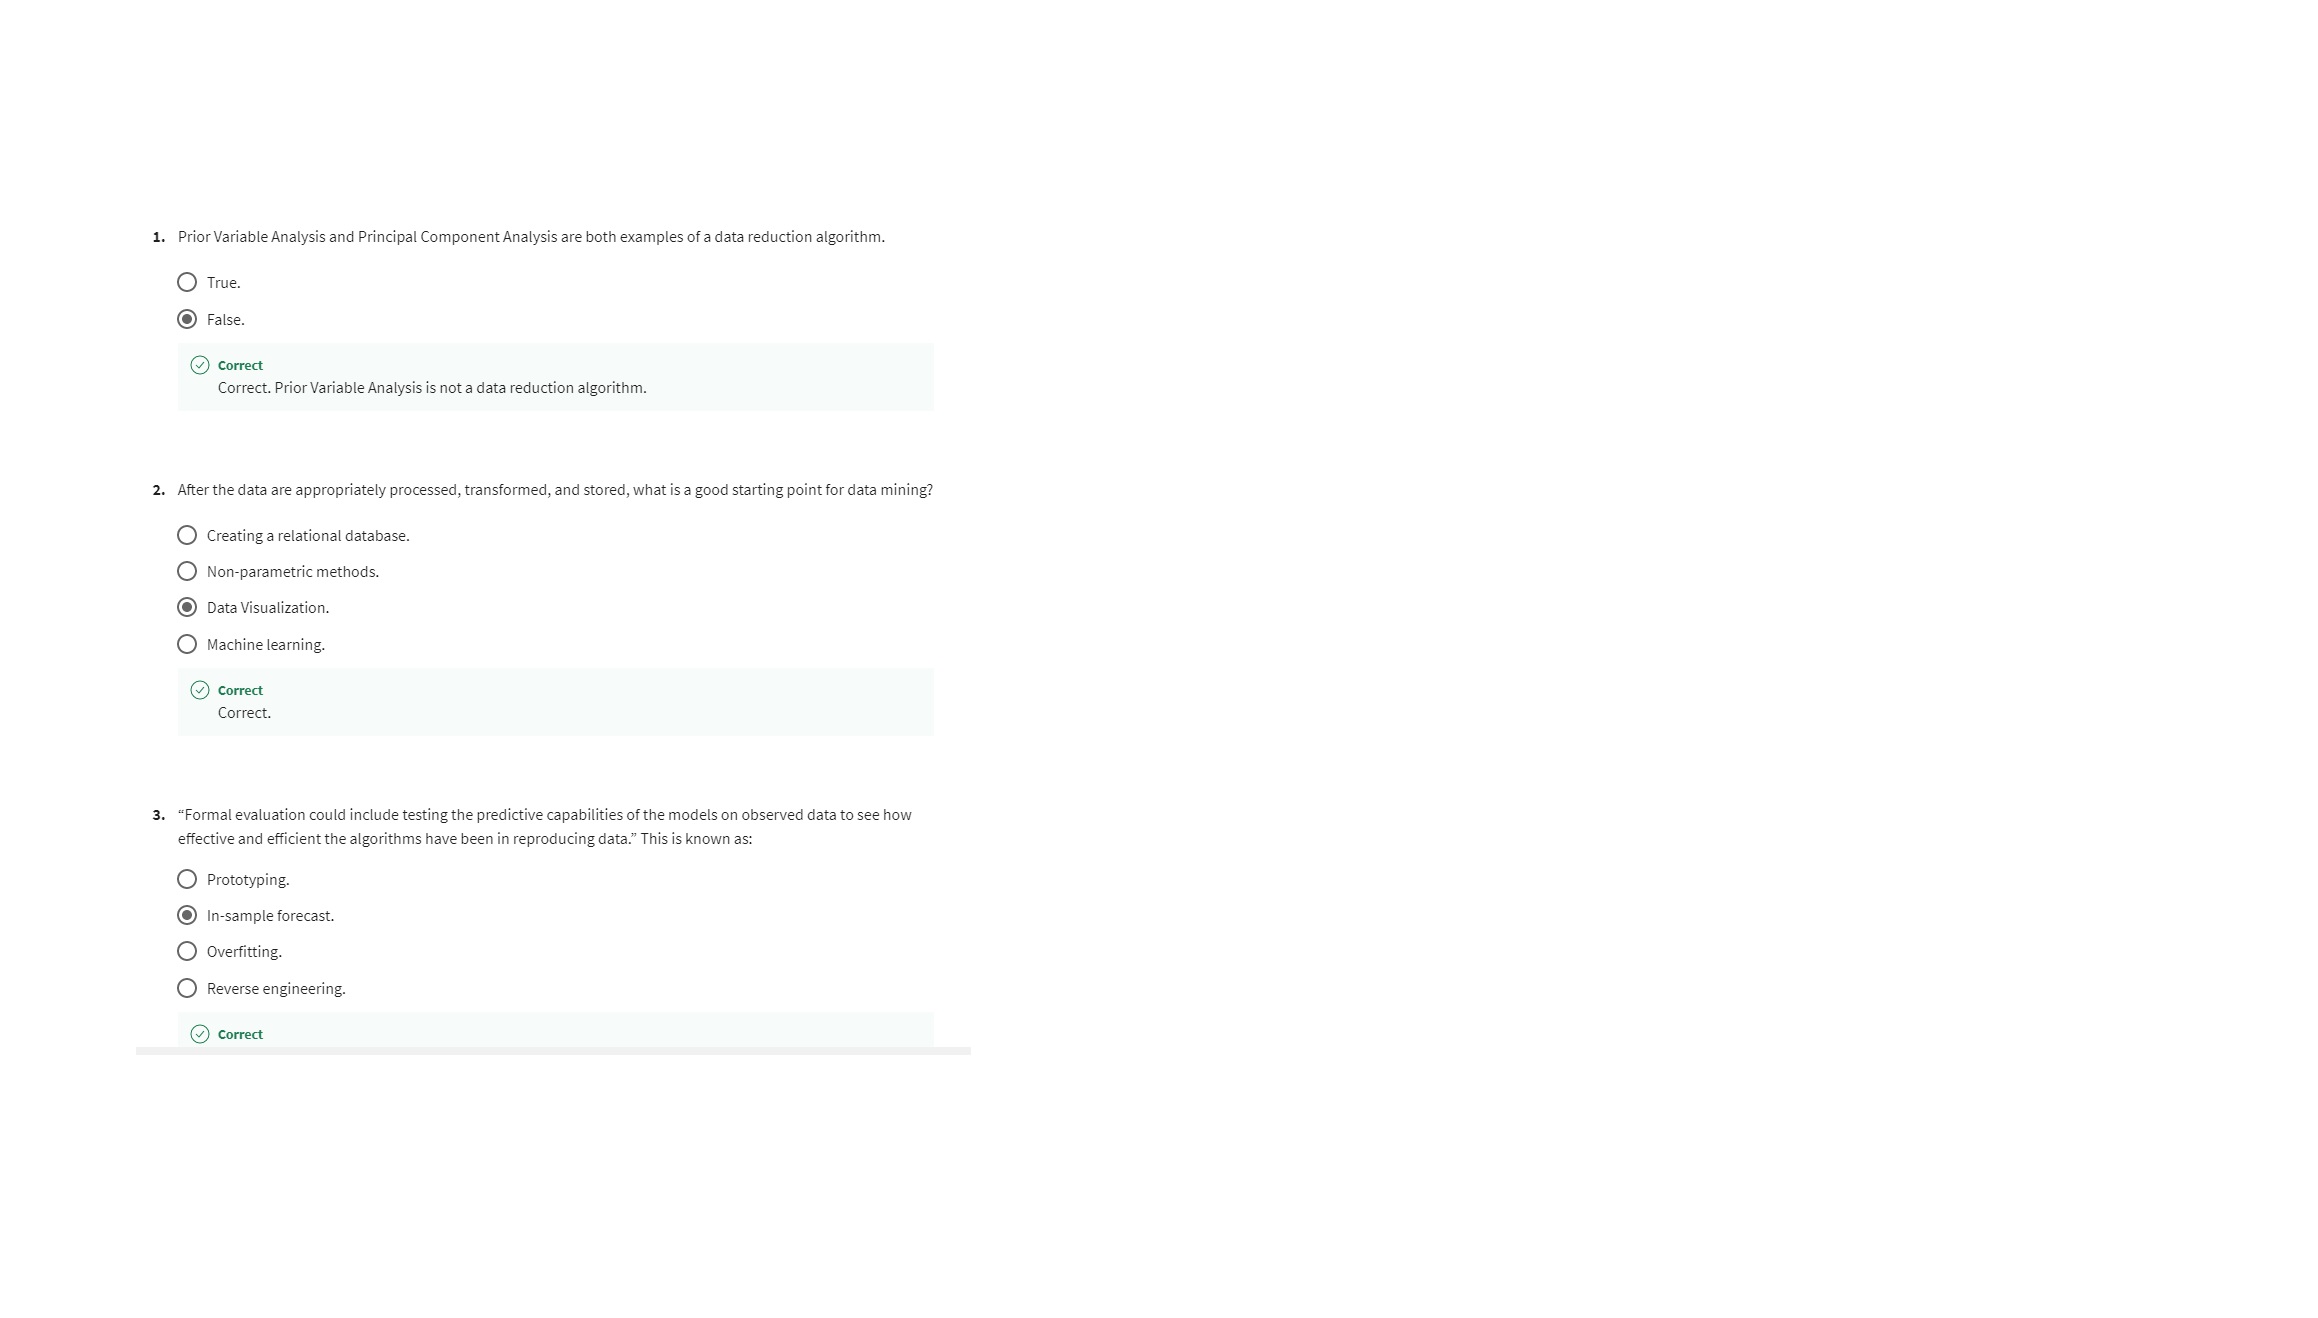 1. Prior Variable Analysis and Principal Component Analysis are both examples of a data reduction algorithm.
True.
False.
Correct
Correct. Prior Variable Analysis is not a data reduction algorithm.
2. After the data are appropriately processed, transformed, and stored, what is a good starting point for data mining?
Creating a relational database.
Non-parametric methods.
Data Visualization.
Machine learning.
Correct
Correct.
3. “Formal evaluation could include testing the predictive capabilities of the models on observed data to see how
effective and efficient the algorithms have been in reproducing data.” This is known as:
Prototyping.
In-sample forecast.
Overfitting.
Reverse engineering.
Correct